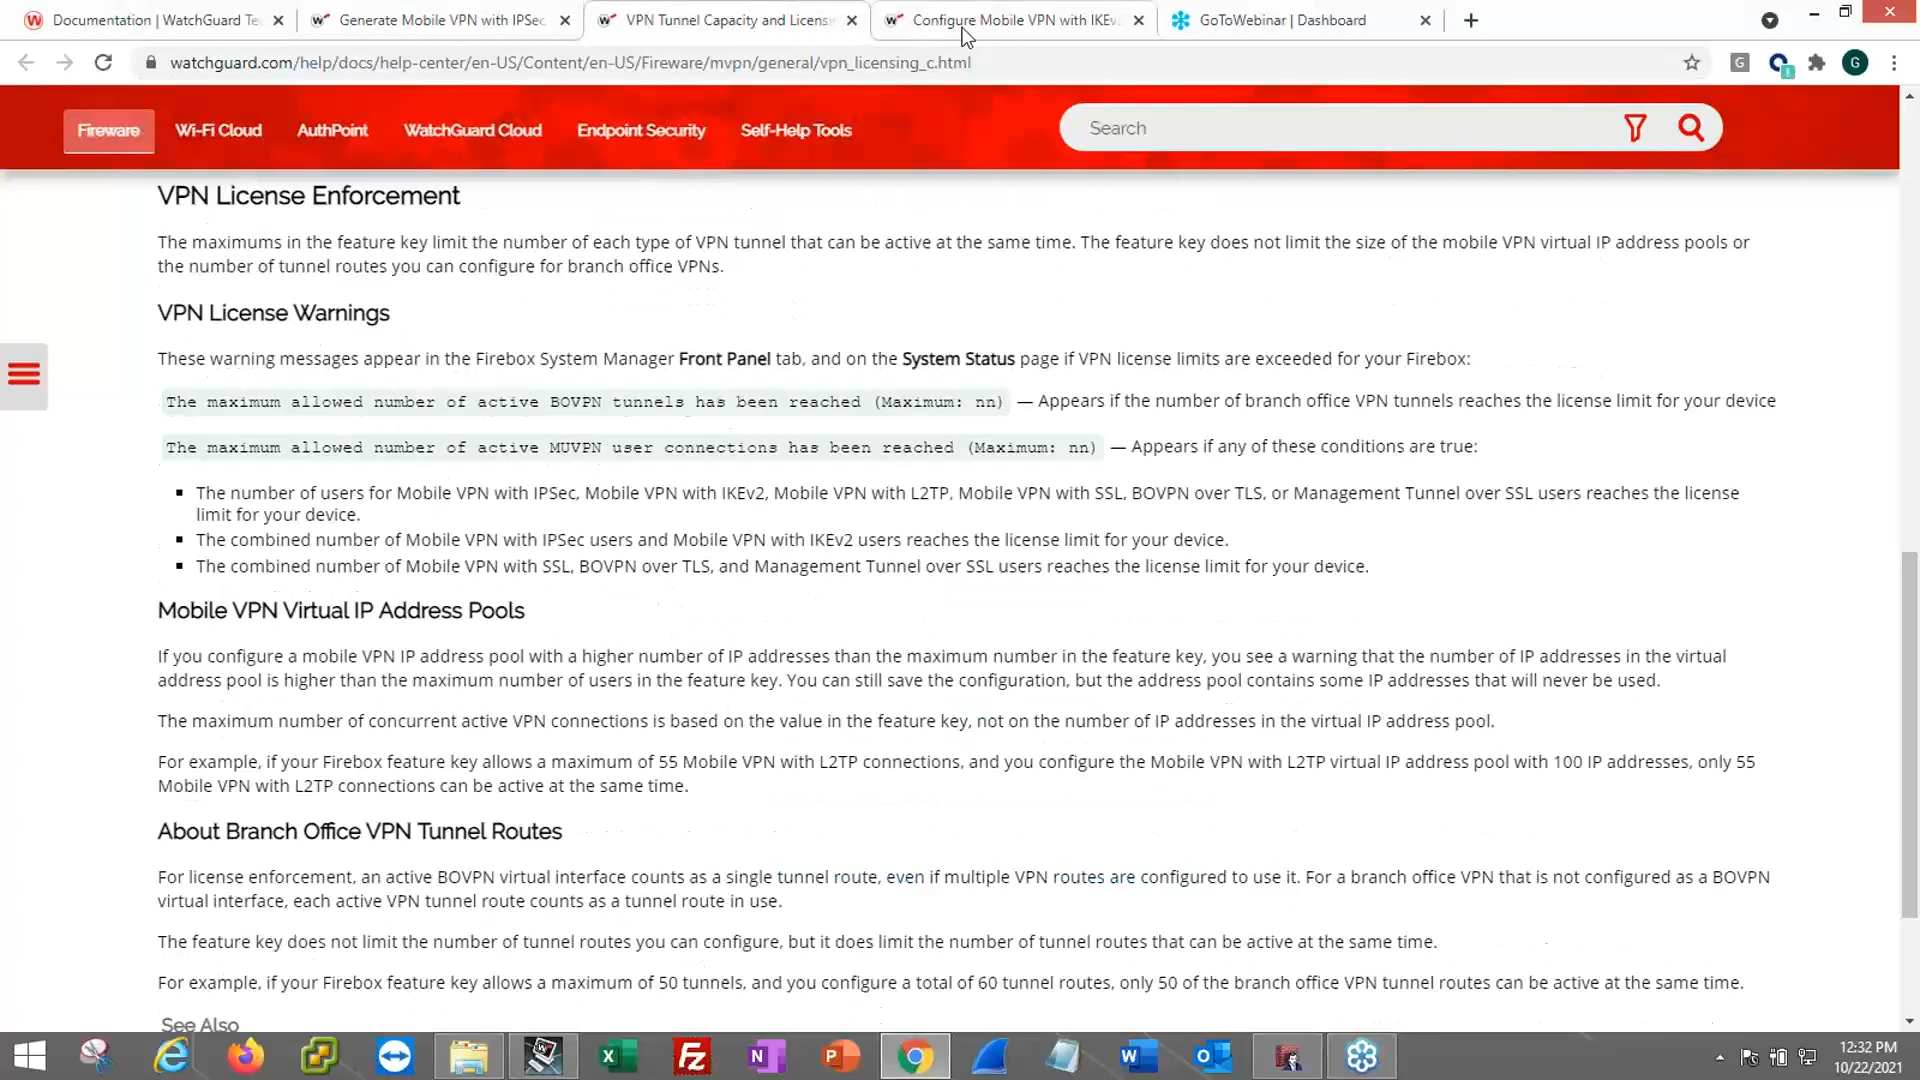 Documentation | WatchGuard Te
Generate Mobile VPN with IPSec
VPN Tunnel Capacity and Licensi
Configure Mobile VPN with IKEv
GoToWebinar | Dashboard
watchguard.com/help/docs/help-center/en-US/Content/en-US/Fireware/mvpn/general/vpn_licensing_c.html
G
G
Fireware
Wi-Fi Cloud
AuthPoint
WatchGuard Cloud
Endpoint Security
Self-Help Tools
Search
VPN License Enforcement
The maximums in the feature key limit the number of each type of VPN tunnel that can be active at the same time. The feature key does not limit the size of the mobile VPN virtual IP address pools or
the number of tunnel routes you can configure for branch office VPNs.
VPN License Warnings
These warning messages appear in the Firebox System Manager Front Panel tab, and on the System Status page if VPN license limits are exceeded for your Firebox:
The maximum allowed number of active BOVPN tunnels has been reached (Maximum: nn) — Appears if the number of branch office VPN tunnels reaches the license limit for your device
The maximum allowed number of active MUVPN user connections has been reached (Maximum: nn) — Appears if any of these conditions are true:
▪ The number of users for Mobile VPN with IPSec, Mobile VPN with IKEv2, Mobile VPN with L2TP, Mobile VPN with SSL, BOVPN over TLS, or Management Tunnel over SSL users reaches the license
limit for your device.
▪ The combined number of Mobile VPN with IPSec users and Mobile VPN with IKEv2 users reaches the license limit for your device.
▪ The combined number of Mobile VPN with SSL, BOVPN over TLS, and Management Tunnel over SSL users reaches the license limit for your device.
Mobile VPN Virtual IP Address Pools
If you configure a mobile VPN IP address pool with a higher number of IP addresses than the maximum number in the feature key, you see a warning that the number of IP addresses in the virtual
address pool is higher than the maximum number of users in the feature key. You can still save the configuration, but the address pool contains some IP addresses that will never be used.
The maximum number of concurrent active VPN connections is based on the value in the feature key, not on the number of IP addresses in the virtual IP address pool.
For example, if your Firebox feature key allows a maximum of 55 Mobile VPN with L2TP connections, and you configure the Mobile VPN with L2TP virtual IP address pool with 100 IP addresses, only 55
Mobile VPN with L2TP connections can be active at the same time.
About Branch Office VPN Tunnel Routes
For license enforcement, an active BOVPN virtual interface counts as a single tunnel route, even if multiple VPN routes are configured to use it. For a branch office VPN that is not configured as a BOVPN
virtual interface, each active VPN tunnel route counts as a tunnel route in use.
The feature key does not limit the number of tunnel routes you can configure, but it does limit the number of tunnel routes that can be active at the same time.
For example, if your Firebox feature key allows a maximum of 50 tunnels, and you configure a total of 60 tunnel routes, only 50 of the branch office VPN tunnel routes can be active at the same time.
See Also
12:32 PM
10/22/2021